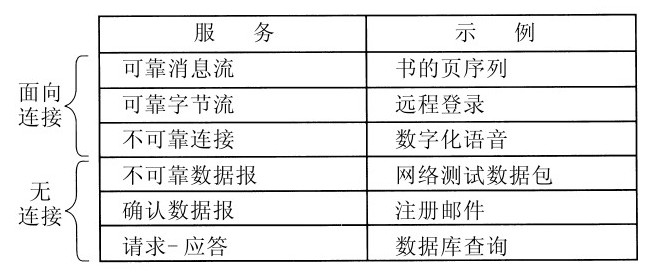 服 务 示 例
面向
连接
可靠消息流 书的页序列
可靠字节流 远程登录
不可靠连接 数字化语音
无
连接
不可靠数据报 网络测试数据包
确认数据报 注册邮件
请求-应答 数据库查询